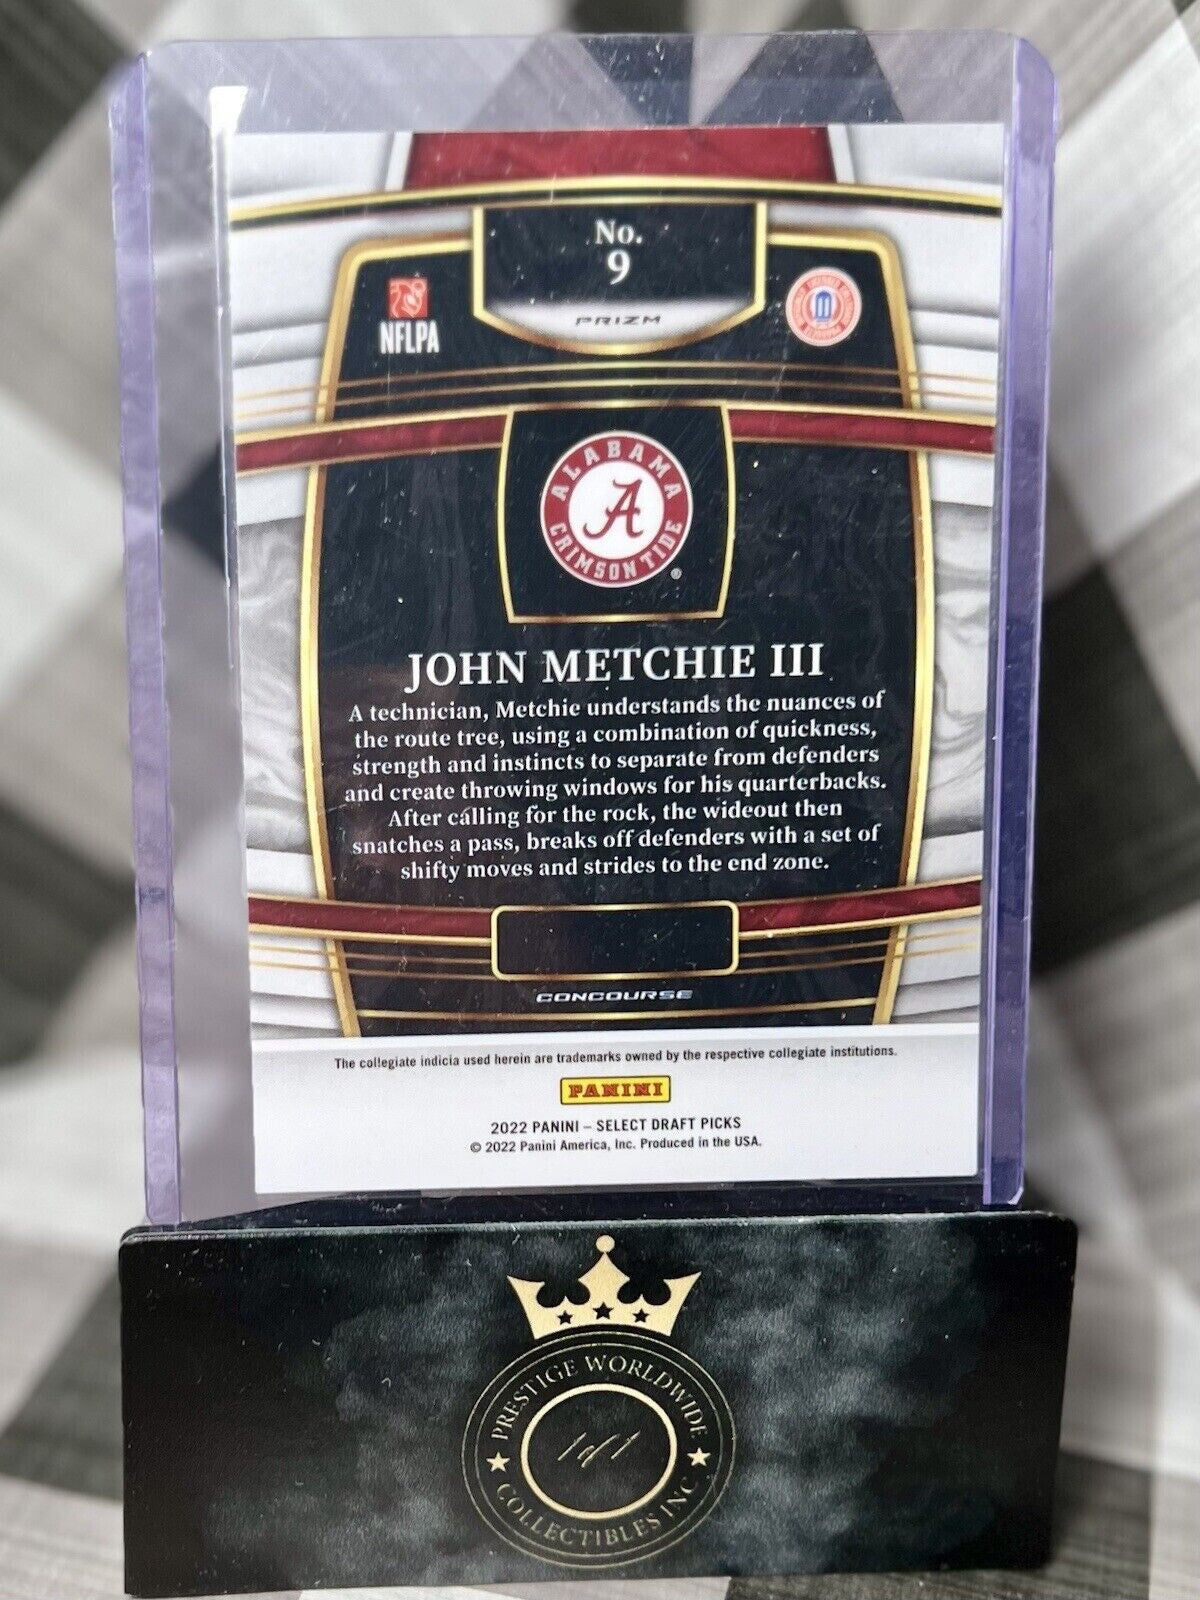 No.
9
PRIZM
NFLPA
ALABAMA
A
CRIMSON TIDE
®
JOHN METCHIE III
A technician, Metchie understands the nuances of
the route tree, using a combination of quickness,
strength and instincts to separate from defenders
and create throwing windows for his quarterbacks.
After calling for the rock, the wideout then
snatches a pass, breaks off defenders with a set of
shifty moves and strides to the end zone.
CONCOURSE
The collegiate indicia used herein are trademarks owned by the respective collegiate institutions.
PANINI
2022 PANINI – SELECT DRAFT PICKS
© 2022 Panini America, Inc. Produced in the USA.
PRESTIGE WORLDWIDE
1 of 1
COLLECTIBLES INC.